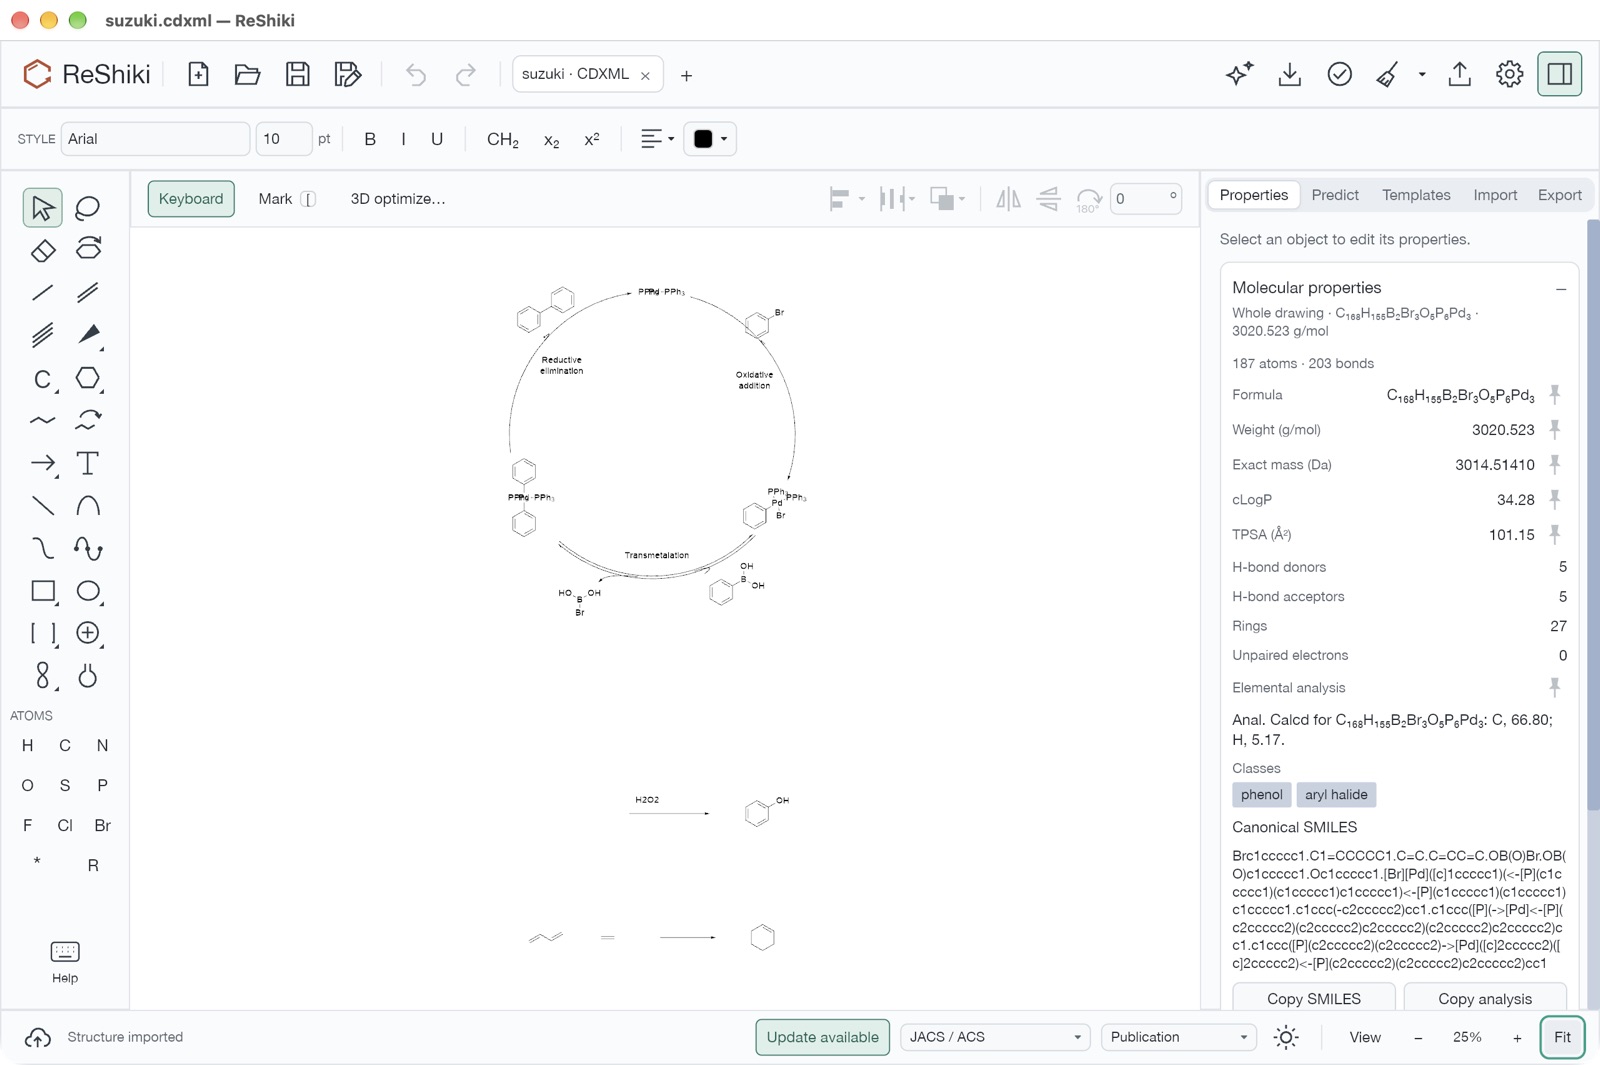 suzuki.cdxml — ReShiki
ReShiki
suzuki · CDXML
STYLE
Arial
10
pt
B I U CH₂ x₂ x²
Keyboard
Mark
3D optimize...
180°
0 °
Properties Predict Templates Import Export
Select an object to edit its properties.
Molecular properties
Whole drawing · C₁₆₈H₁₅₅B₂Br₃O₅P₆Pd₃ ·
3020.523 g/mol
187 atoms · 203 bonds
Formula C₁₆₈H₁₅₅B₂Br₃O₅P₆Pd₃
Weight (g/mol) 3020.523
Exact mass (Da) 3014.51410
cLogP 34.28
TPSA (Å²) 101.15
H-bond donors 5
H-bond acceptors 5
Rings 27
Unpaired electrons 0
Elemental analysis
Anal. Calcd for C₁₆₈H₁₅₅B₂Br₃O₅P₆Pd₃: C, 66.80;
H, 5.17.
Classes
phenol aryl halide
Canonical SMILES
Brc1ccccc1.C1=CCCCC1.C=C.C=CC=C.OB(O)Br.OB(
O)c1ccccc1.Oc1ccccc1.[Br][Pd]([c]1ccccc1)(<-[P](c1c
cccc1)(c1ccccc1)c1ccccc1)<-[P](c1ccccc1)(c1ccccc1)
c1ccccc1.c1ccc(-c2ccccc2)cc1.c1ccc([P](->[Pd]<-[P](
c2ccccc2)(c2ccccc2)c2ccccc2)(c2ccccc2)c2ccccc2)c
c1.c1ccc([P](c2ccccc2)(c2ccccc2)->[Pd]([c]2ccccc2)([
c]2ccccc2)<-[P](c2ccccc2)(c2ccccc2)c2ccccc2)cc1
Copy SMILES
Copy analysis
C
T
ATOMS
H C N
O S P
F Cl Br
* R
Help
PPh₃
Br
Reductive
elimination
Oxidative
addition
PPh₃
PPh₃
PPh₃
Pd
Br
Transmetalation
HO OH
B
Br
OH
B
OH
H2O2
OH
Structure imported
Update available
JACS / ACS
Publication
View
–
25%
+
Fit